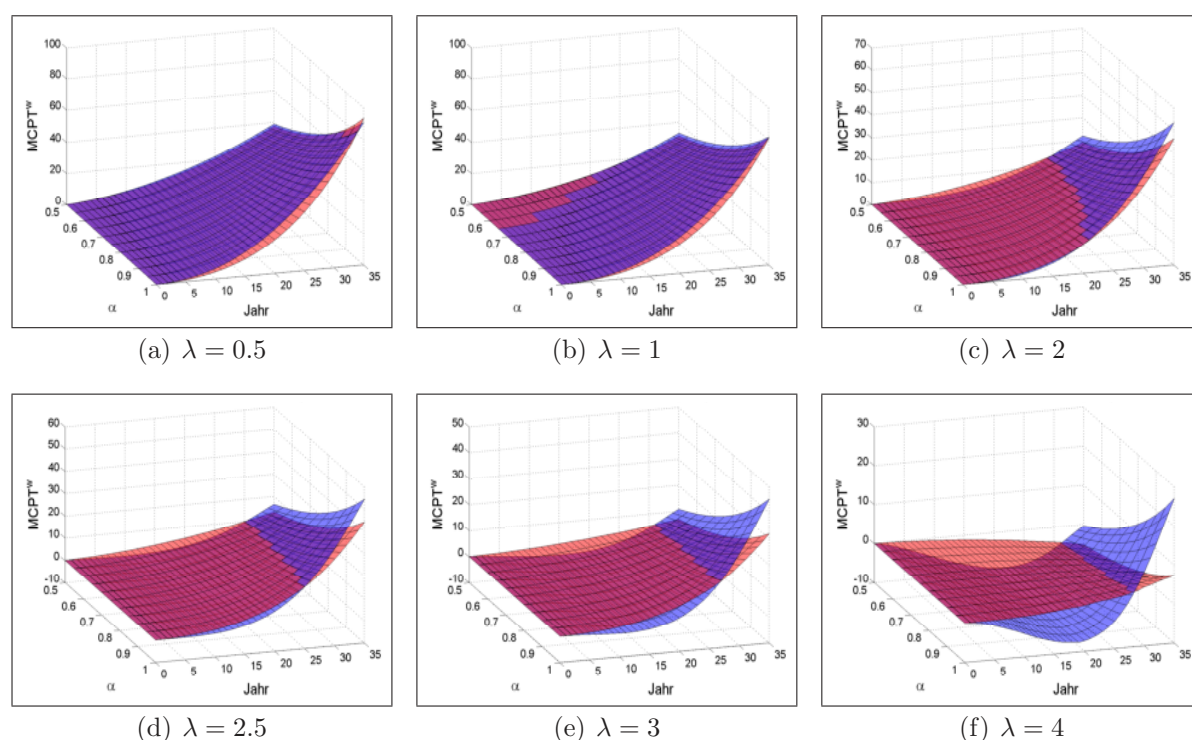 100
80
60
40
20
0
MCPT^w
0.5
0.6
0.7
0.8
0.9
1
α
0 5 10 15 20 25 30 35
Jahr
(a) λ = 0.5
100
80
60
40
20
0
MCPT^w
0.5
0.6
0.7
0.8
0.9
1
α
0 5 10 15 20 25 30 35
Jahr
(b) λ = 1
70
60
50
40
30
20
10
0
MCPT^w
0.5
0.6
0.7
0.8
0.9
1
α
0 5 10 15 20 25 30 35
Jahr
(c) λ = 2
60
50
40
30
20
10
0
-10
MCPT^w
0.5
0.6
0.7
0.8
0.9
1
α
0 5 10 15 20 25 30 35
Jahr
(d) λ = 2.5
50
40
30
20
10
0
-10
MCPT^w
0.5
0.6
0.7
0.8
0.9
1
α
0 5 10 15 20 25 30 35
Jahr
(e) λ = 3
30
20
10
0
-10
MCPT^w
0.5
0.6
0.7
0.8
0.9
1
α
0 5 10 15 20 25 30 35
Jahr
(f) λ = 4